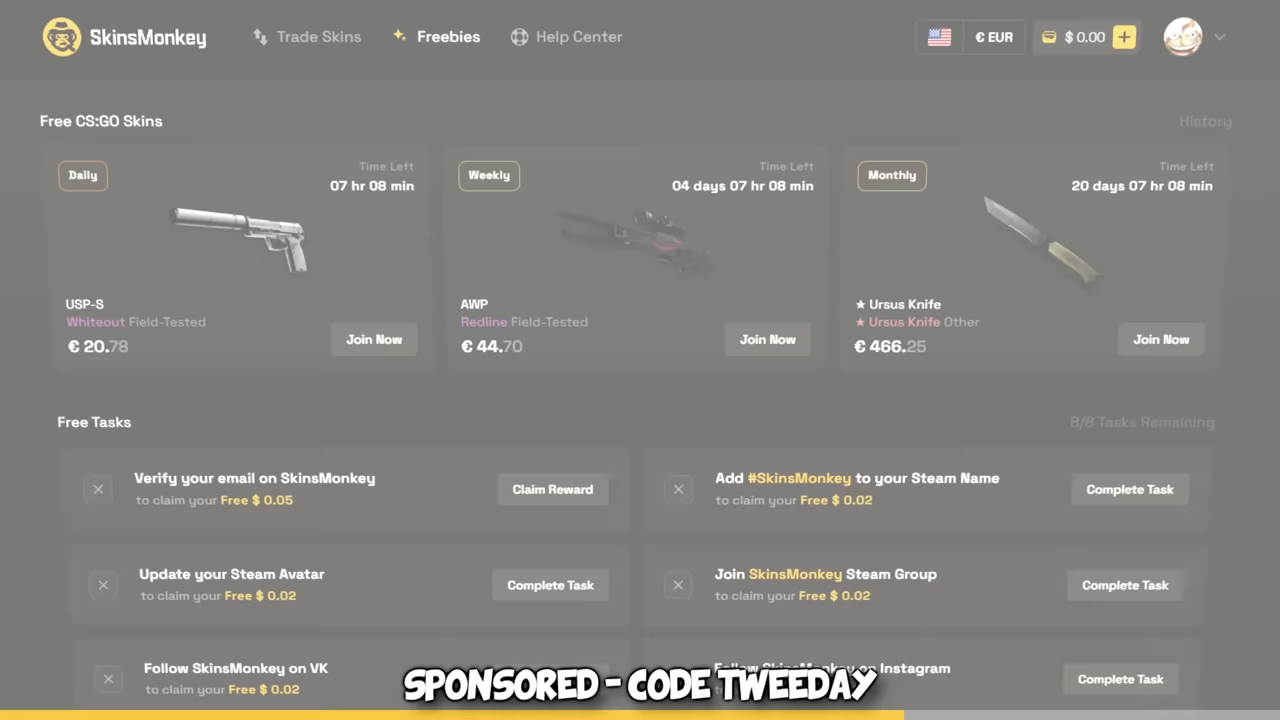 SkinsMonkey
Trade Skins
Freebies
Help Center
€ EUR
$ 0.00
Free CS:GO Skins
History
Daily
Time Left
07 hr 08 min
USP-S
Whiteout Field-Tested
€ 20.78
Join Now
Weekly
Time Left
04 days 07 hr 08 min
AWP
Redline Field-Tested
€ 44.70
Join Now
Monthly
Time Left
20 days 07 hr 08 min
★ Ursus Knife
★ Ursus Knife Other
€ 466.25
Join Now
Free Tasks
8/8 Tasks Remaining
Verify your email on SkinsMonkey
to claim your Free $ 0.05
Claim Reward
Add #SkinsMonkey to your Steam Name
to claim your Free $ 0.02
Complete Task
Update your Steam Avatar
to claim your Free $ 0.02
Complete Task
Join SkinsMonkey Steam Group
to claim your Free $ 0.02
Complete Task
Follow SkinsMonkey on VK
to claim your Free $ 0.02
Follow SkinsMonkey on Instagram
Complete Task
SPONSORED - CODE TWEEDAY